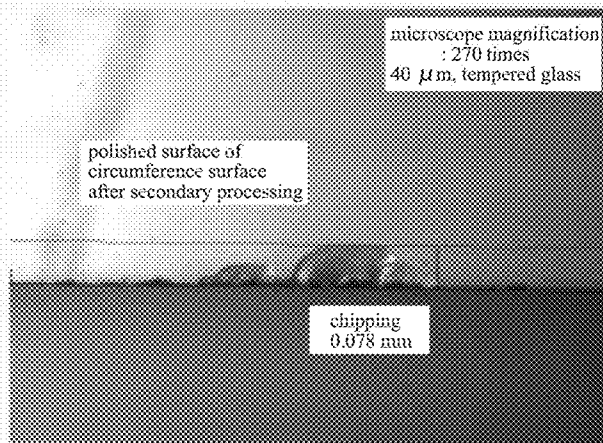 microscope magnification
: 270 times
40 μm, tempered glass
polished surface of
circumference surface
after secondary processing
chipping
0.078 mm